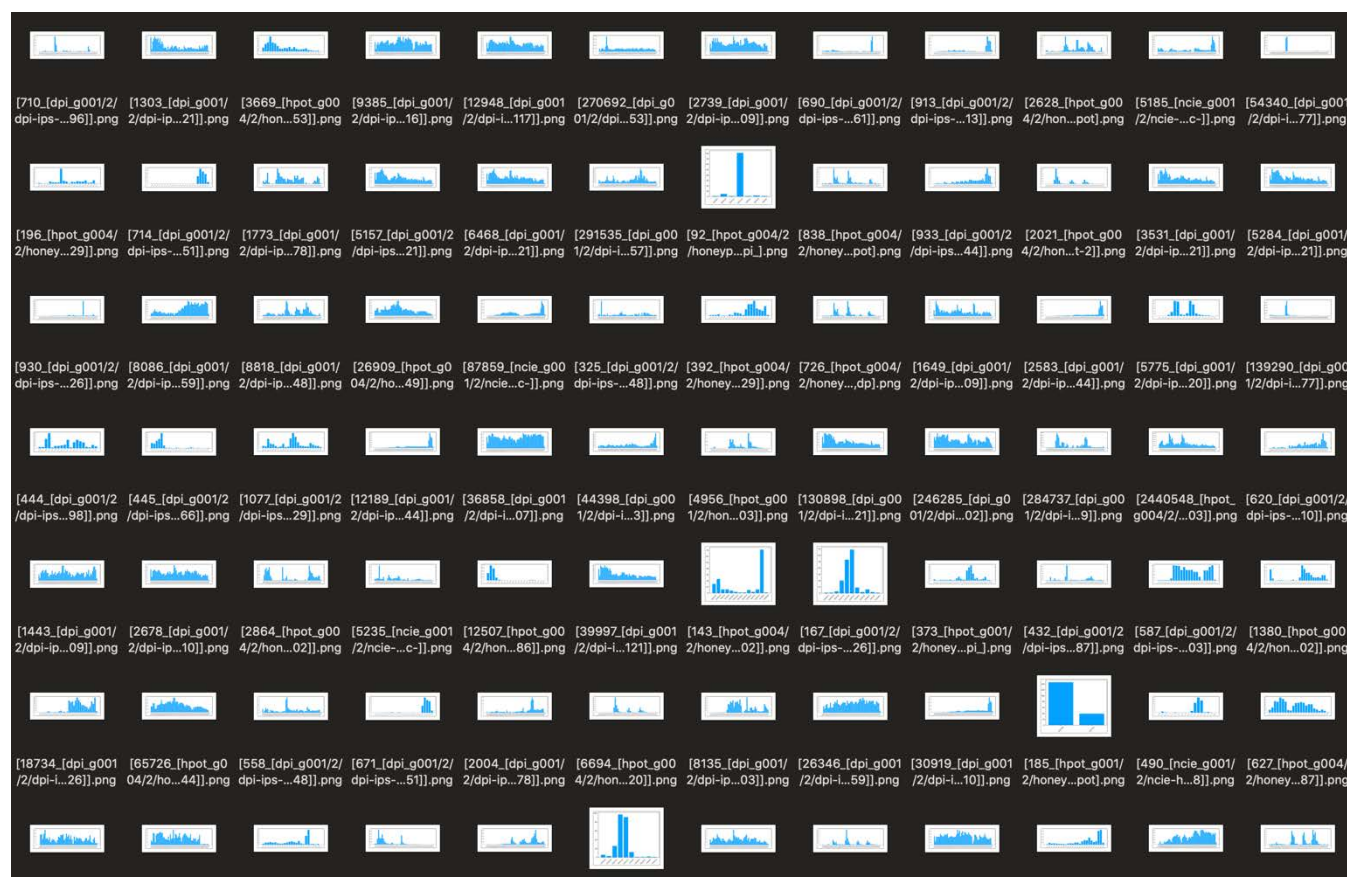 [710_[dpi_g001/2/ [1303_[dpi_g001/ [3669_[hpot_g00 [9385_[dpi_g001/ [12948_[dpi_g001 [270692_[dpi_g0 [2739_[dpi_g001/ [690_[dpi_g001/2/ [913_[dpi_g001/2/ [2628_[hpot_g00 [5185_[ncie_g001 [54340_[dpi_g001
dpi-ips-...96]].png 2/dpi-ip...21]].png 4/2/hon...53]].png 2/dpi-ip...16]].png /2/dpi-i...117]].png 01/2/dpi...53]].png 2/dpi-ip...09]].png dpi-ips-...61]].png dpi-ips-...13]].png 4/2/hon...pot].png /2/ncie-...c-]].png /2/dpi-i...77]].png
[196_[hpot_g004/ [714_[dpi_g001/2/ [1773_[dpi_g001/ [5157_[dpi_g001/2 [6468_[dpi_g001/ [291535_[dpi_g00 [92_[hpot_g004/2 [838_[hpot_g004/ [933_[dpi_g001/2 [2021_[hpot_g00 [3531_[dpi_g001/ [5284_[dpi_g001/
2/honey...29]].png dpi-ips-...51]].png 2/dpi-ip...78]].png /dpi-ips...21]].png 2/dpi-ip...21]].png 1/2/dpi-i...57]].png /honeyp...pi_].png 2/honey...pot].png /dpi-ips...44]].png 4/2/hon...t-2]].png 2/dpi-ip...21]].png 2/dpi-ip...21]].png
[930_[dpi_g001/2/ [8086_[dpi_g001/ [8818_[dpi_g001/ [26909_[hpot_g0 [87859_[ncie_g00 [325_[dpi_g001/2/ [392_[hpot_g004/ [726_[hpot_g004/ [1649_[dpi_g001/ [2583_[dpi_g001/ [5775_[dpi_g001/ [139290_[dpi_g00
dpi-ips-...26]].png 2/dpi-ip...59]].png 2/dpi-ip...48]].png 04/2/ho...49]].png 1/2/ncie...c-]].png dpi-ips-...48]].png 2/honey...29]].png 2/honey...,dp].png 2/dpi-ip...09]].png 2/dpi-ip...44]].png 2/dpi-ip...20]].png 1/2/dpi-i...77]].png
[444_[dpi_g001/2 [445_[dpi_g001/2 [1077_[dpi_g001/2 [12189_[dpi_g001/ [36858_[dpi_g001 [44398_[dpi_g00 [4956_[hpot_g00 [130898_[dpi_g00 [246285_[dpi_g0 [284737_[dpi_g00 [2440548_[hpot_ [620_[dpi_g001/2/
/dpi-ips...98]].png /dpi-ips...66]].png /dpi-ips...29]].png 2/dpi-ip...44]].png /2/dpi-i...07]].png 1/2/dpi-i...3]].png 1/2/hon...03]].png 1/2/dpi-i...21]].png 01/2/dpi...02]].png 1/2/dpi-i...9]].png g004/2/...03]].png dpi-ips-...10]].png
[1443_[dpi_g001/ [2678_[dpi_g001/ [2864_[hpot_g00 [5235_[ncie_g001 [12507_[hpot_g00 [39997_[dpi_g001 [143_[hpot_g004/ [167_[dpi_g001/2/ [373_[hpot_g001/ [432_[dpi_g001/2 [587_[dpi_g001/2/ [1380_[hpot_g00
2/dpi-ip...09]].png 2/dpi-ip...10]].png 4/2/hon...02]].png /2/ncie-...c-]].png 4/2/hon...86]].png /2/dpi-i...121]].png 2/honey...02]].png dpi-ips-...26]].png 2/honey...pi_].png /dpi-ips...87]].png dpi-ips-...03]].png 4/2/hon...02]].png
[18734_[dpi_g001 [65726_[hpot_g0 [558_[dpi_g001/2/ [671_[dpi_g001/2/ [2004_[dpi_g001/ [6694_[hpot_g00 [8135_[dpi_g001/ [26346_[dpi_g001 [30919_[dpi_g001 [185_[hpot_g001/ [490_[ncie_g001/ [627_[hpot_g004/
/2/dpi-i...26]].png 04/2/ho...44]].png dpi-ips-...48]].png dpi-ips-...51]].png 2/dpi-ip...78]].png 4/2/hon...20]].png 2/dpi-ip...03]].png /2/dpi-i...59]].png /2/dpi-i...10]].png 2/honey...pot].png 2/ncie-h...8]].png 2/honey...87]].png